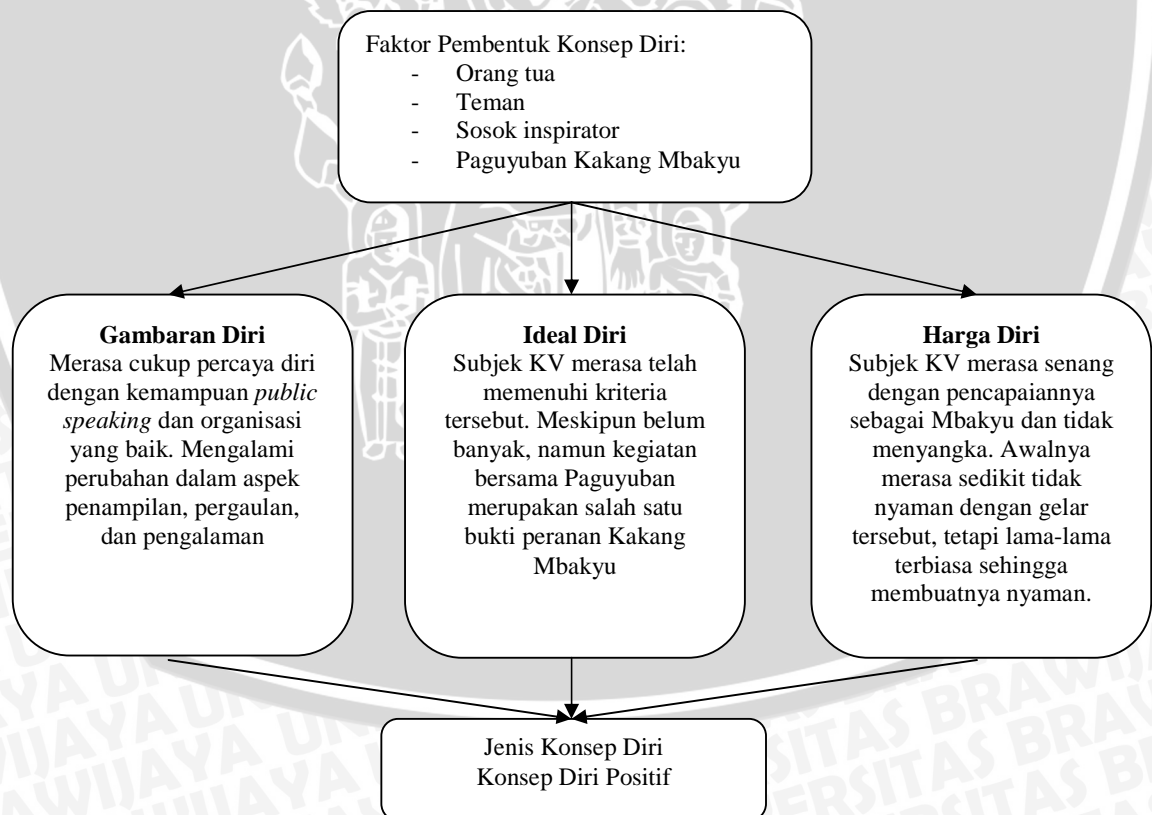 Faktor Pembentuk Konsep Diri:
- Orang tua
- Teman
- Sosok inspirator
- Paguyuban Kakang Mbakyu
Gambaran Diri
Merasa cukup percaya diri
dengan kemampuan public
speaking dan organisasi
yang baik. Mengalami
perubahan dalam aspek
penampilan, pergaulan,
dan pengalaman
Ideal Diri
Subjek KV merasa telah
memenuhi kriteria
tersebut. Meskipun belum
banyak, namun kegiatan
bersama Paguyuban
merupakan salah satu
bukti peranan Kakang
Mbakyu
Harga Diri
Subjek KV merasa senang
dengan pencapaiannya
sebagai Mbakyu dan tidak
menyangka. Awalnya
merasa sedikit tidak
nyaman dengan gelar
tersebut, tetapi lama-lama
terbiasa sehingga
membuatnya nyaman.
Jenis Konsep Diri
Konsep Diri Positif